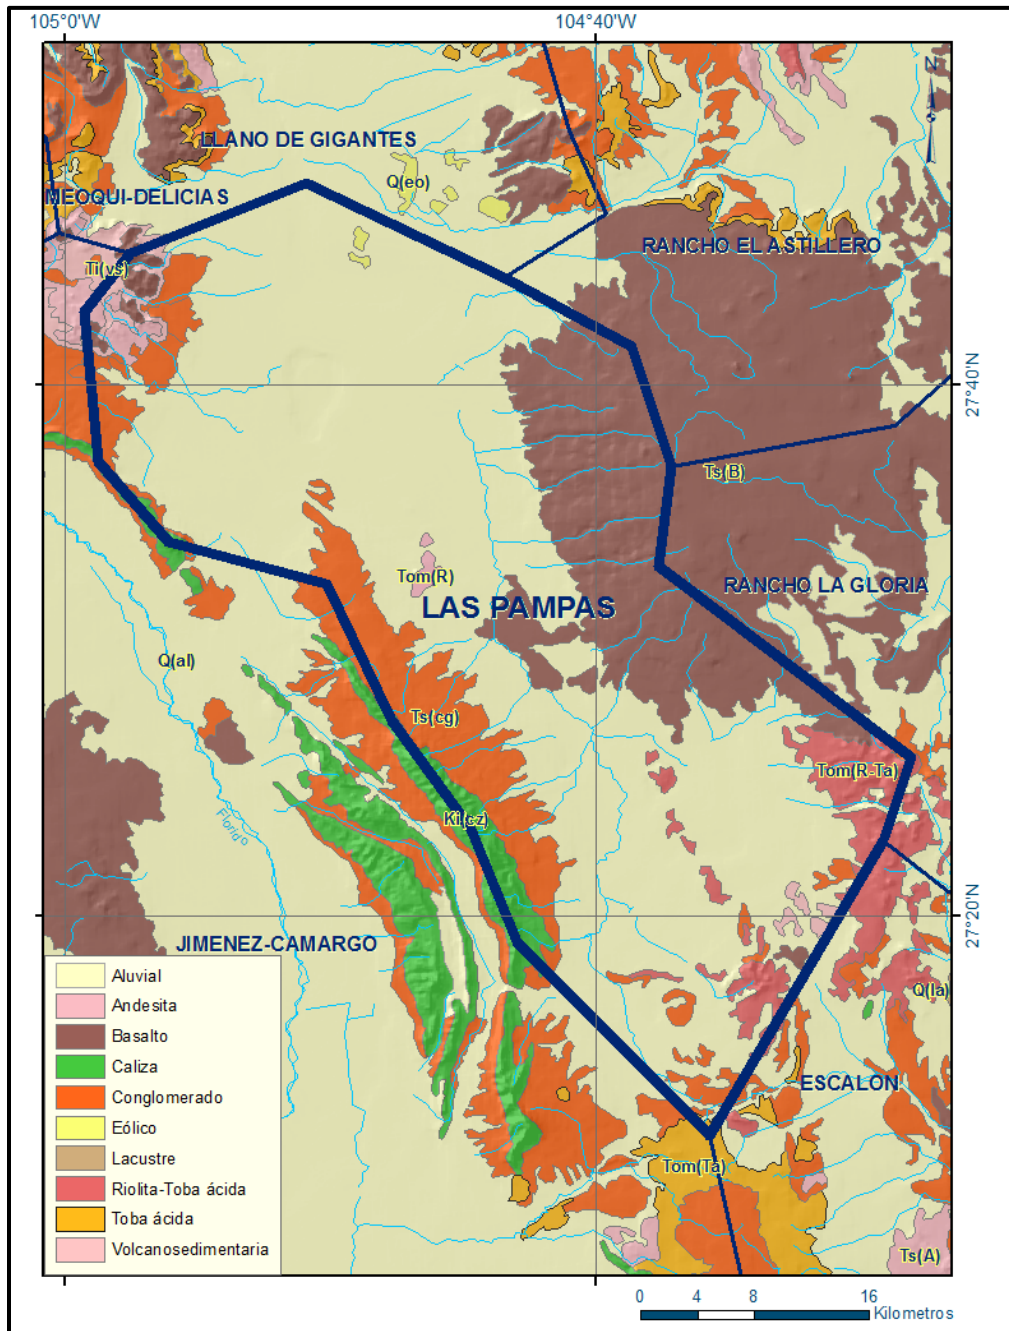 105°0'W
104°40'W
N
LLANO DE GIGANTES
Q(eo)
MEOQUI-DELICIAS
RANCHO EL ASTILLERO
Ti(vs)
27°40'N
Ts(B)
Tom(R)
RANCHO LA GLORIA
LAS PAMPAS
Q(al)
Ts(cg)
Tom(R-Ta)
Florido
Ki(cz)
27°20'N
JIMENEZ-CAMARGO
Q(la)
Aluvial
Andesita
Basalto
Caliza
Conglomerado
Eólico
Lacustre
Riolita-Toba ácida
Toba ácida
Volcanosedimentaria
ESCALON
Tom(Ta)
Ts(A)
0 4 8 16
Kilometros